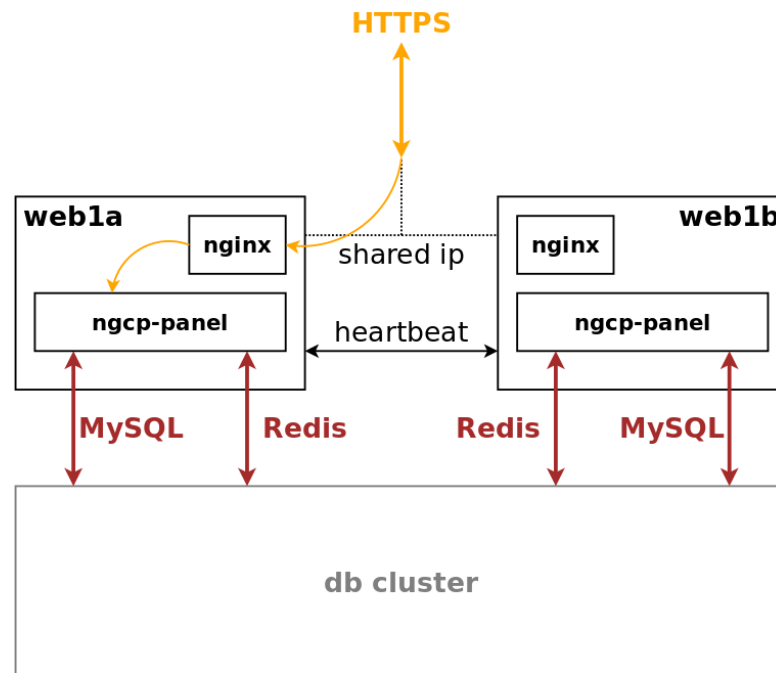 HTTPS
web1a
web1b
nginx
nginx
shared ip
ngcp-panel
heartbeat
ngcp-panel
MySQL
Redis
Redis
MySQL
db cluster